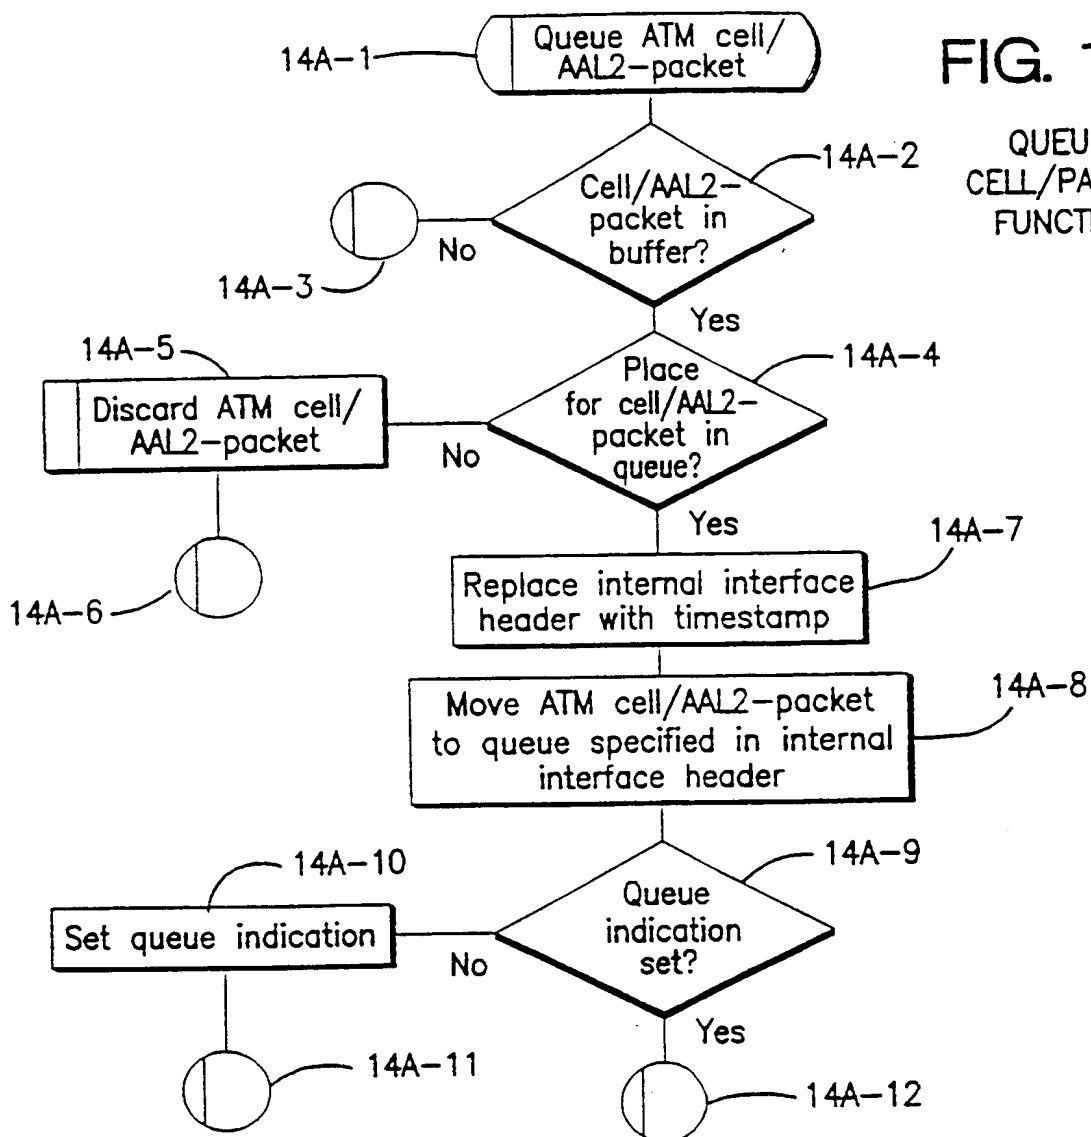 14A-1
Queue ATM cell/
AAL2-packet
FIG.
14A-2
Cell/AAL2-
packet in
buffer?
No
14A-3
Yes
14A-5
Discard ATM cell/
AAL2-packet
14A-4
Place
for cell/AAL2-
packet in
queue?
No
Yes
14A-6
14A-7
Replace internal interface
header with timestamp
14A-8
Move ATM cell/AAL2-packet
to queue specified in internal
interface header
14A-10
Set queue indication
14A-9
Queue
indication
set?
No
Yes
14A-11
14A-12